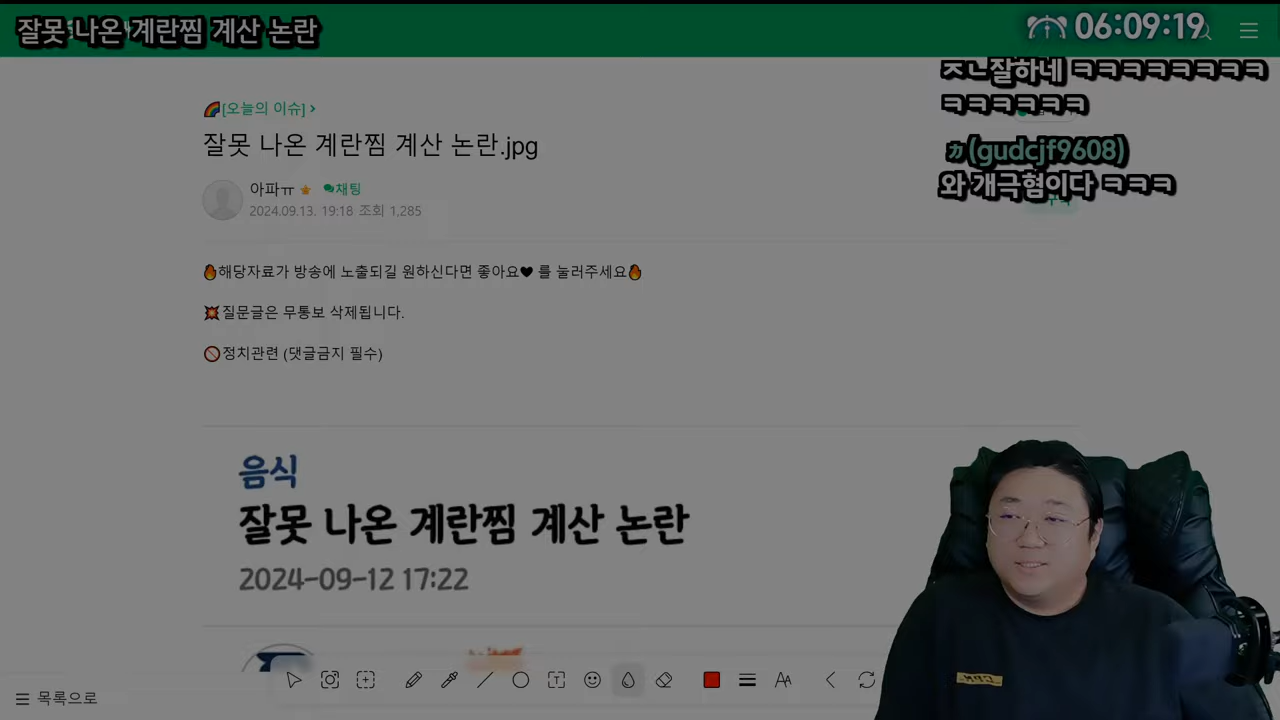 잘못 나온 계란찜 계산 논란
06:09:19
ㅈㄴ잘하네 ㅋㅋㅋㅋㅋㅋㅋㅋ
ㅋㅋㅋㅋㅋㅋ
ㄺ(gudcjf9608)
와 개극혐이다 ㅋㅋㅋ
🌈[오늘의 이슈] >
잘못 나온 계란찜 계산 논란.jpg
아파ㅠ
채팅
2024.09.13. 19:18 조회 1,285
🔥해당자료가 방송에 노출되길 원하신다면 좋아요♥ 를 눌러주세요🔥
💥질문글은 무통보 삭제됩니다.
🚫정치관련 (댓글금지 필수)
음식
잘못 나온 계란찜 계산 논란
2024-09-12 17:22
목록으로